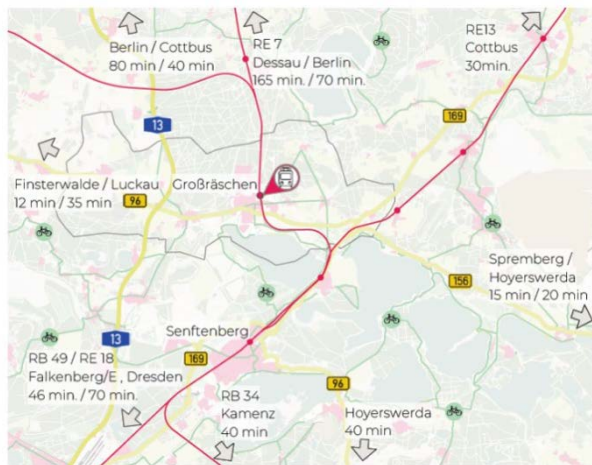 Berlin / Cottbus
80 min / 40 min
RE 7
Dessau / Berlin
165 min. / 70 min.
RE13
Cottbus
30min.
13
169
Finsterwalde / Luckau
12 min / 35 min
96
Großräschen
Spremberg /
Hoyerswerda
15 min / 20 min
156
Senftenberg
13
169
RB 49 / RE 18
Falkenberg/E , Dresden
46 min. / 70 min.
96
RB 34
Kamenz
40 min
Hoyerswerda
40 min